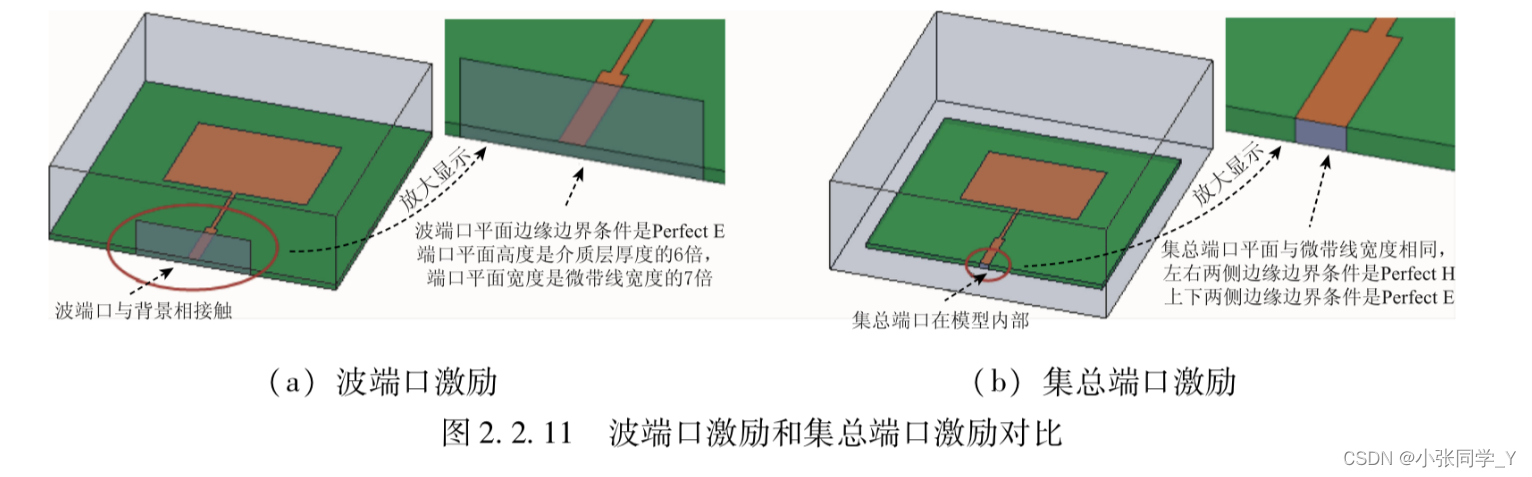 放大显示
波端口平面边缘边界条件是Perfect E
端口平面高度是介质层厚度的6倍，
端口平面宽度是微带线宽度的7倍
波端口与背景相接触
放大显示
集总端口平面与微带线宽度相同，
左右两侧边缘边界条件是Perfect H
上下两侧边缘边界条件是Perfect E
集总端口在模型内部
（a）波端口激励
（b）集总端口激励
图2.2.11 波端口激励和集总端口激励对比
CSDN @小张同学_Y